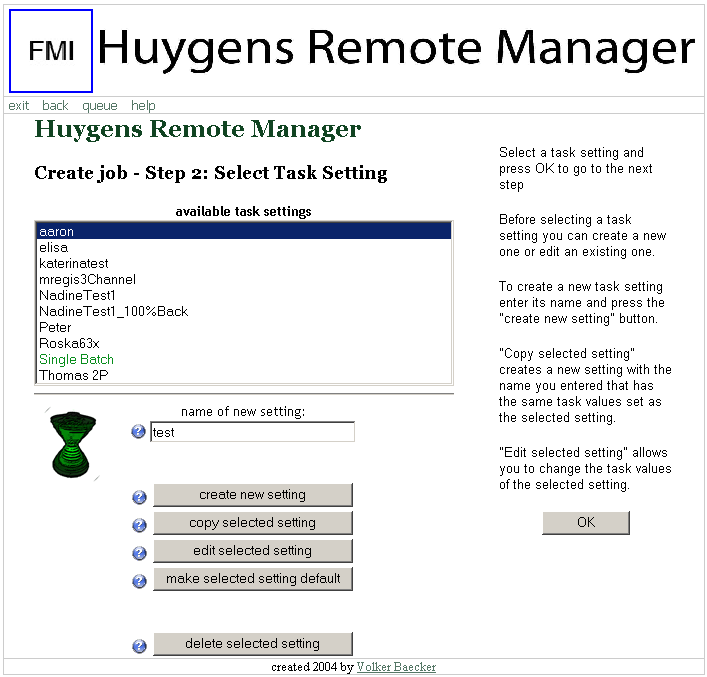 FMI Huygens Remote Manager
exit back queue help
Huygens Remote Manager
Create job - Step 2: Select Task Setting
available task settings
aaron
elisa
katerinatest
mregis3Channel
NadineTest1
NadineTest1_100%Back
Peter
Roska63x
Single Batch
Thomas 2P
name of new setting:
test
create new setting
copy selected setting
edit selected setting
make selected setting default
delete selected setting
Select a task setting and
press OK to go to the next
step
Before selecting a task
setting you can create a new
one or edit an existing one.
To create a new task setting
enter its name and press the
"create new setting" button.
"Copy selected setting"
creates a new setting with the
name you entered that has
the same task values set as
the selected setting.
"Edit selected setting" allows
you to change the task values
of the selected setting.
OK
created 2004 by Volker Baecker